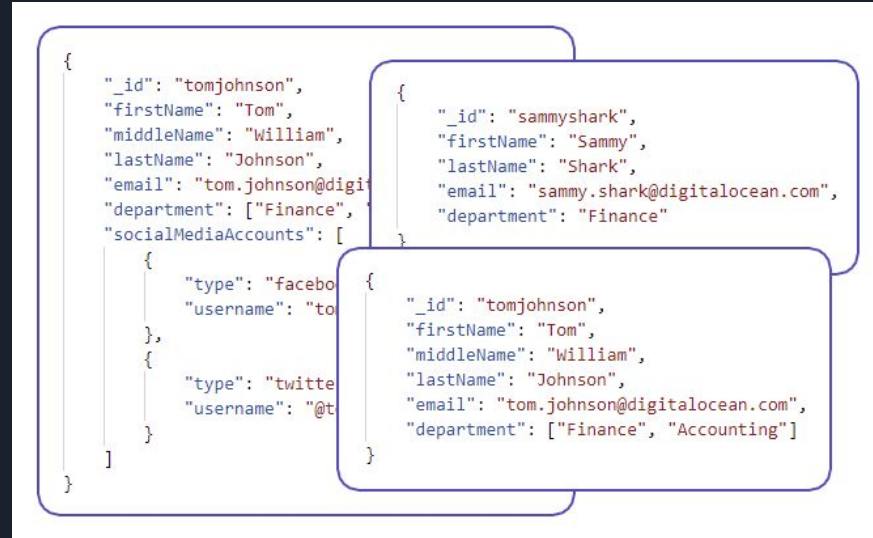 {
"_id": "tomjohnson",
"firstName": "Tom",
"middleName": "William",
"lastName": "Johnson",
"email": "tom.johnson@digit
"department": ["Finance", "
"socialMediaAccounts": [
{
"type": "facebo
"username": "to
},
{
"type": "twitte
"username": "@t
}
]
}
{
"_id": "sammyshark",
"firstName": "Sammy",
"lastName": "Shark",
"email": "sammy.shark@digitalocean.com",
"department": "Finance"
}
{
"_id": "tomjohnson",
"firstName": "Tom",
"middleName": "William",
"lastName": "Johnson",
"email": "tom.johnson@digitalocean.com",
"department": ["Finance", "Accounting"]
}